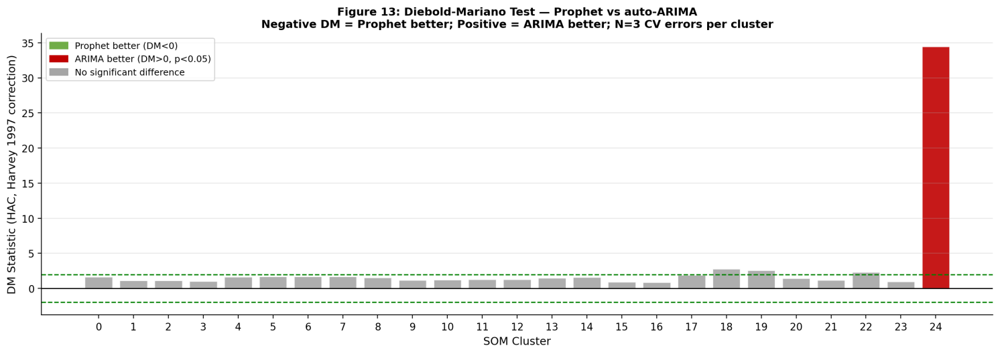 Figure 13: Diebold-Mariano Test — Prophet vs auto-ARIMA
Negative DM = Prophet better; Positive = ARIMA better; N=3 CV errors per cluster
Prophet better (DM<0)
ARIMA better (DM>0, p<0.05)
No significant difference
DM Statistic (HAC, Harvey 1997 correction)
35
30
25
20
15
10
5
0
0 1 2 3 4 5 6 7 8 9 10 11 12 13 14 15 16 17 18 19 20 21 22 23 24
SOM Cluster